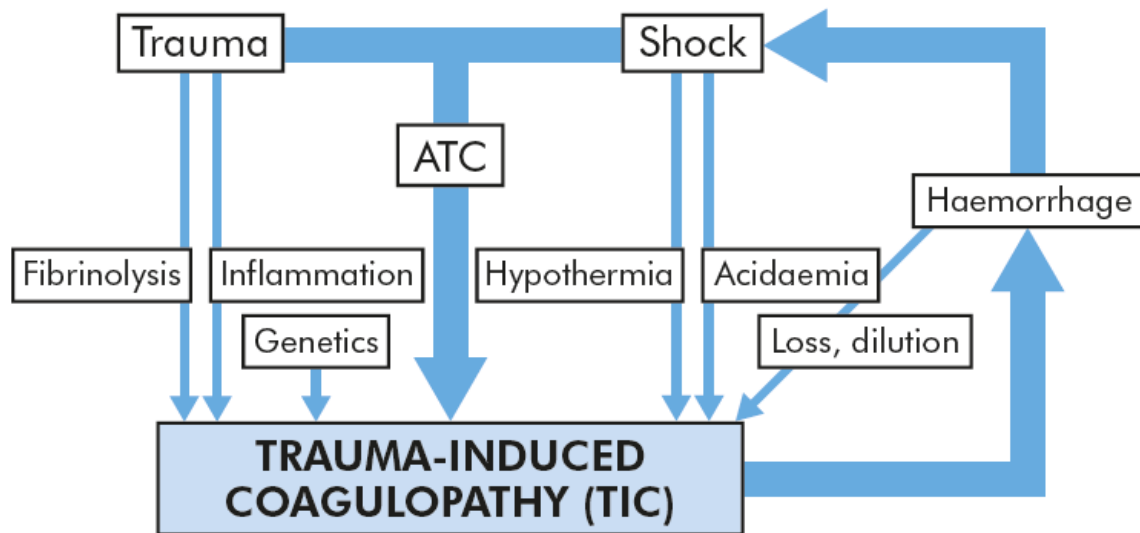 Trauma
Shock
ATC
Haemorrhage
Fibrinolysis
Inflammation
Hypothermia
Acidaemia
Genetics
Loss, dilution
TRAUMA-INDUCED
COAGULOPATHY (TIC)